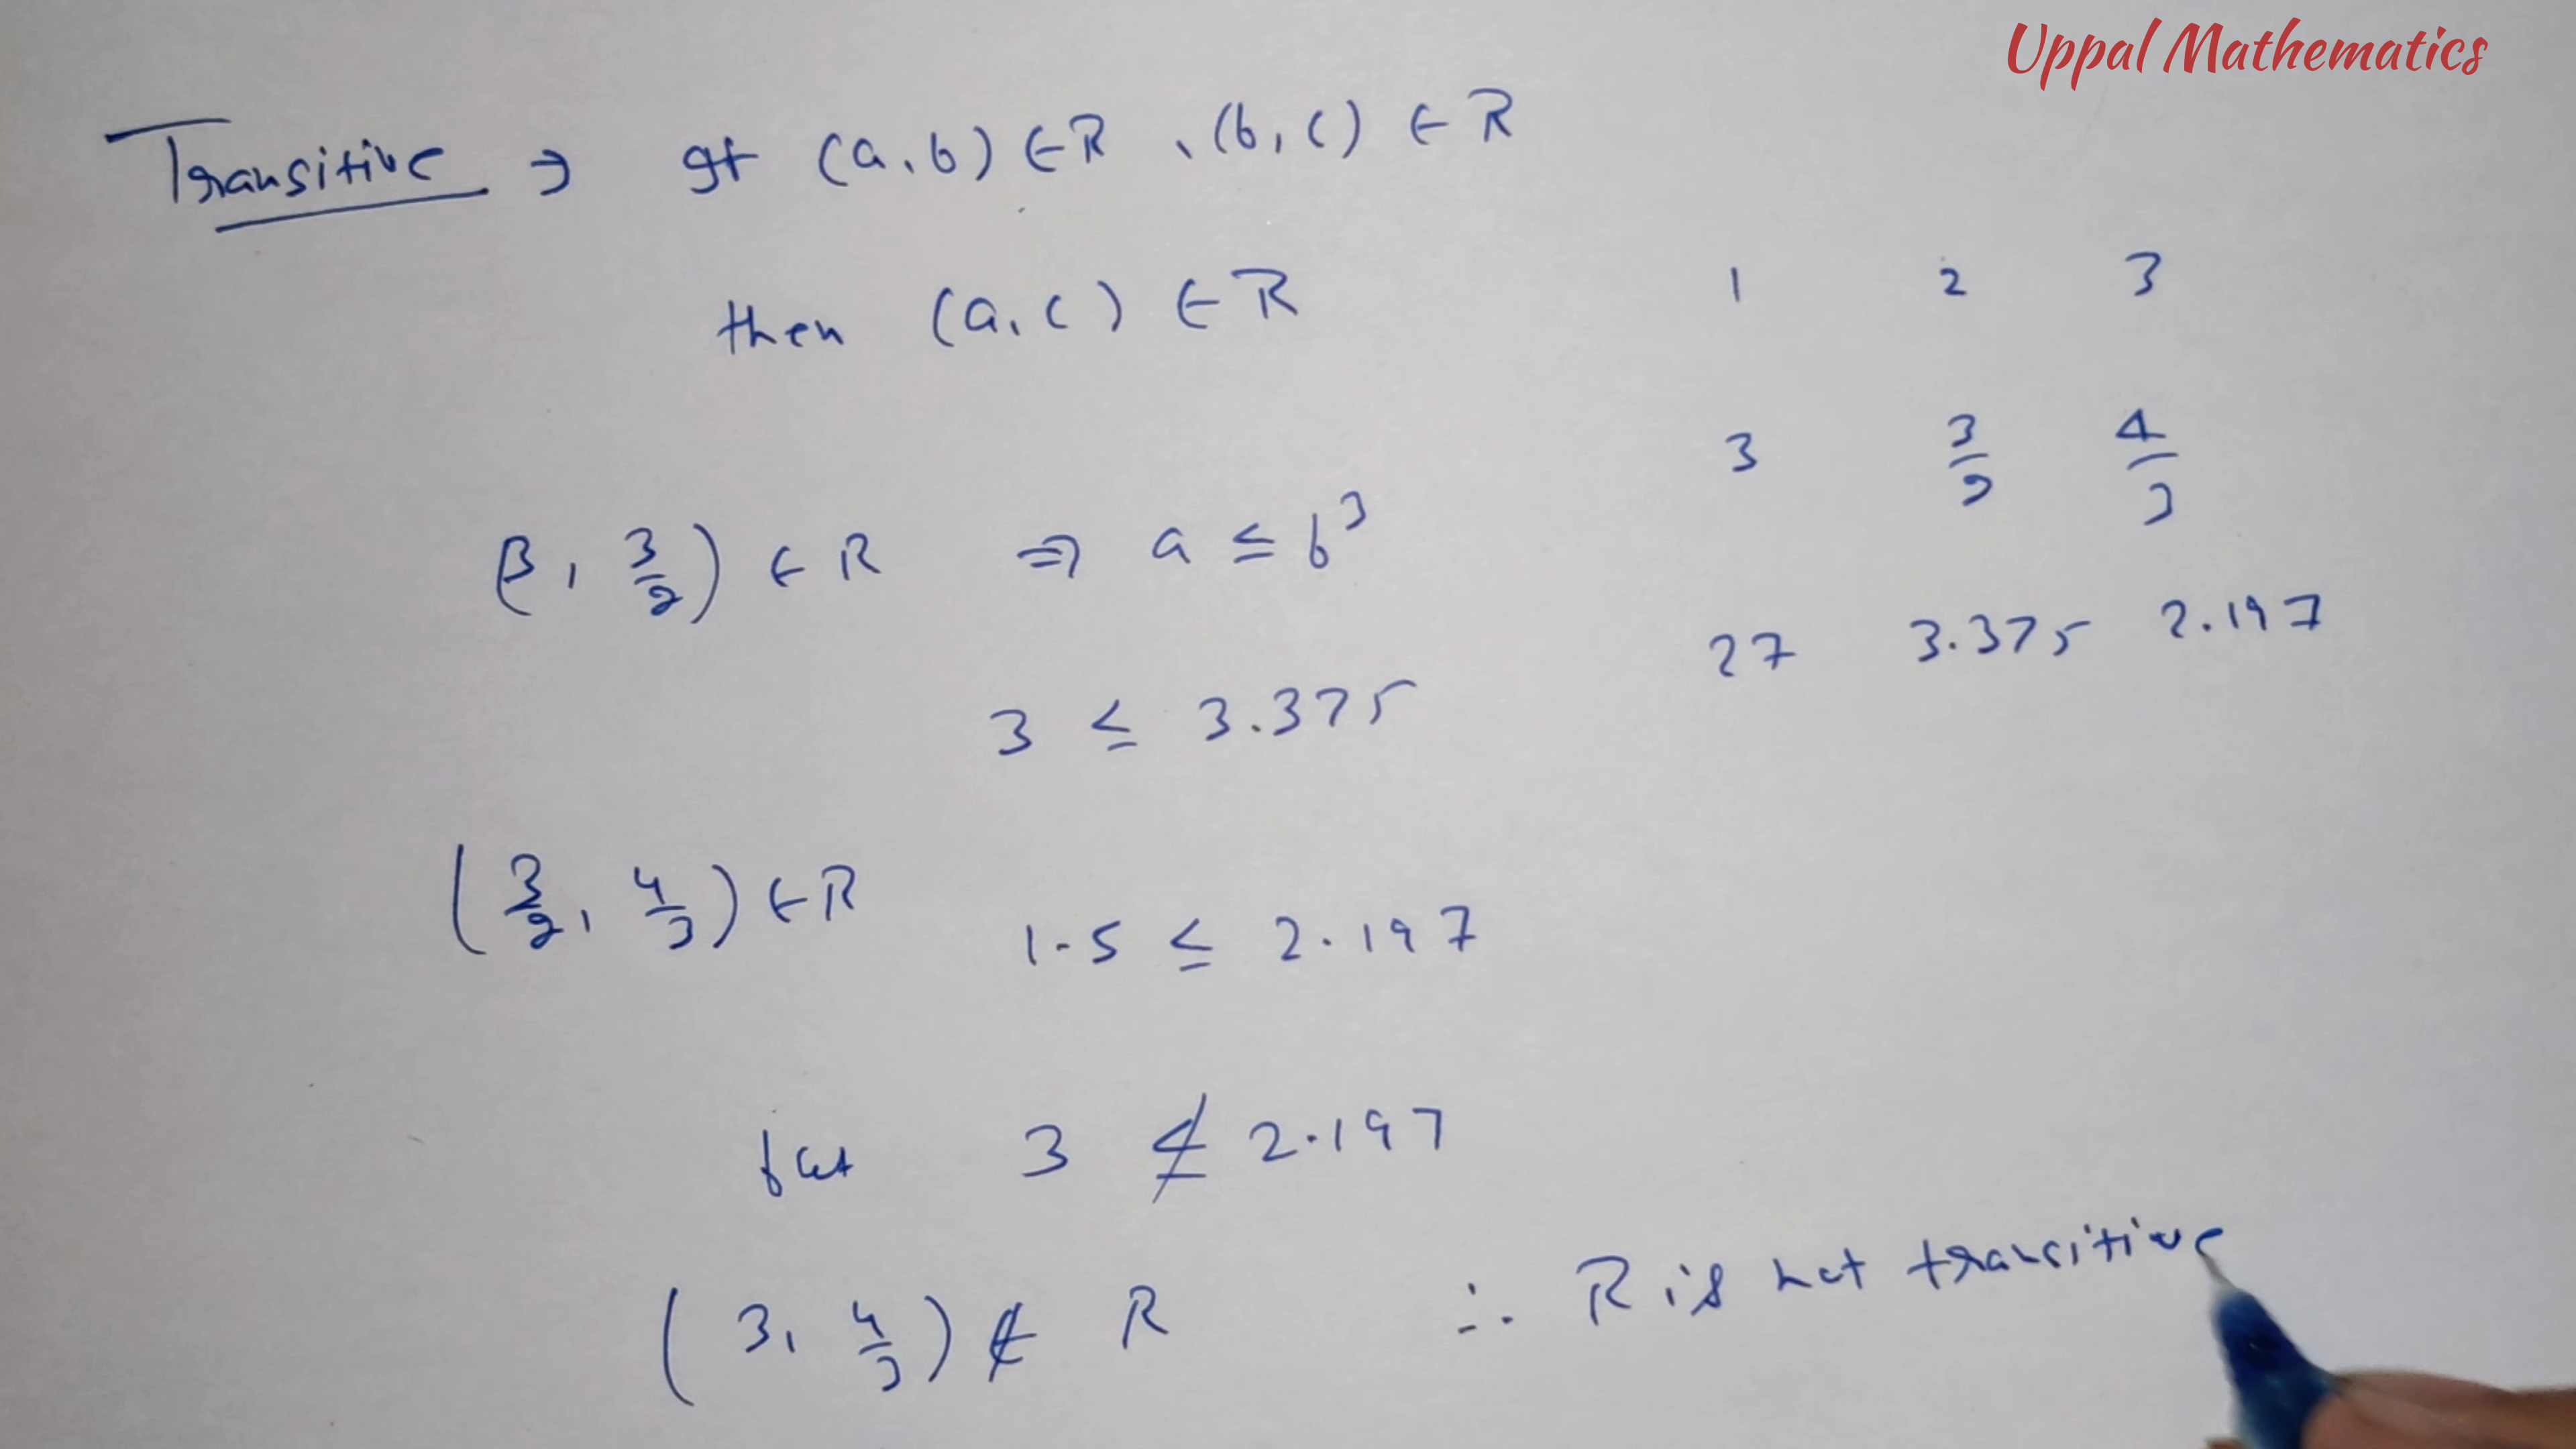 Uppal Mathematics
Transitive ⇒ If (a, b) ∈ R, (b, c) ∈ R
then (a, c) ∈ R
1 2 3
3 3/2 4/3
(3, 3/2) ∈ R ⇒ a ≤ b³
27 3.375 2.197
3 ≤ 3.375
(3/2, 4/3) ∈ R 1.5 ≤ 2.197
but 3 ≰ 2.197
(3, 4/3) ∉ R ∴ R is not transitive